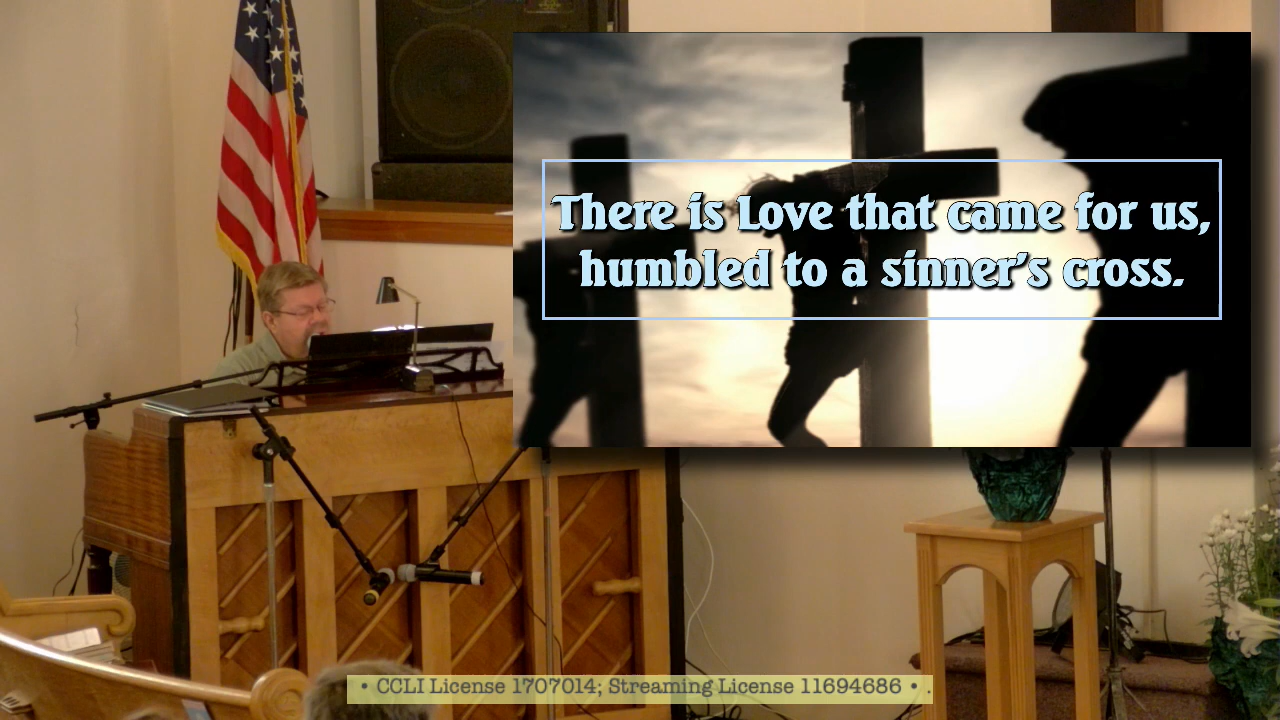 There is Love that came for us,
humbled to a sinner's cross.
• CCLI License 1707014; Streaming License 11694686 • .